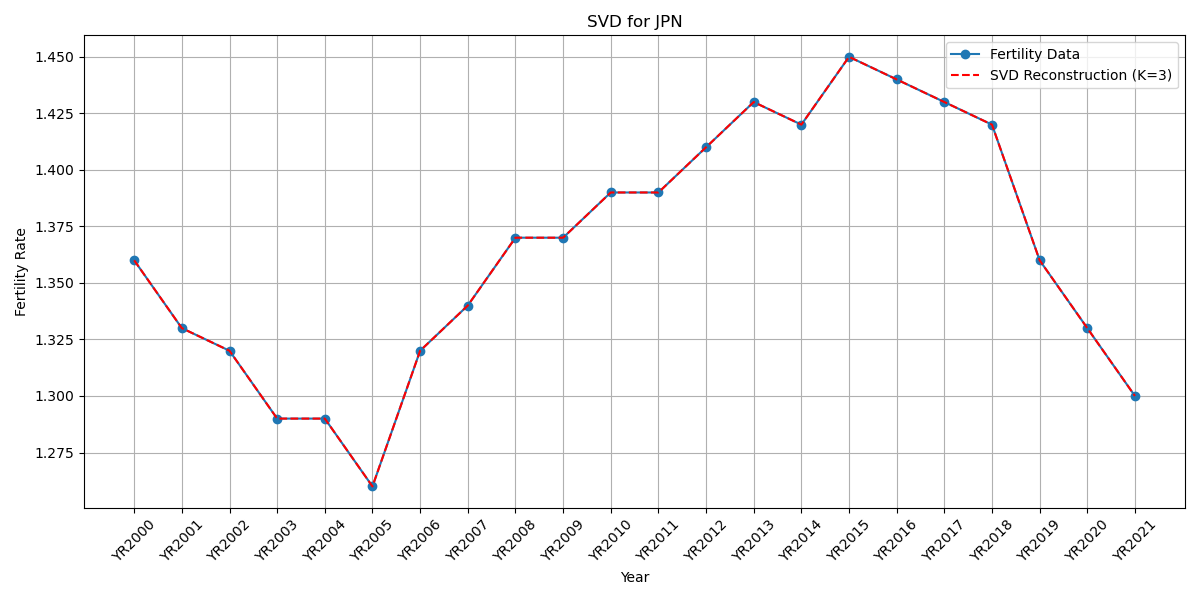 SVD for JPN
Fertility Data
SVD Reconstruction (K=3)
Fertility Rate
1.450
1.425
1.400
1.375
1.350
1.325
1.300
1.275
YR2000 YR2001 YR2002 YR2003 YR2004 YR2005 YR2006 YR2007 YR2008 YR2009 YR2010 YR2011 YR2012 YR2013 YR2014 YR2015 YR2016 YR2017 YR2018 YR2019 YR2020 YR2021
Year